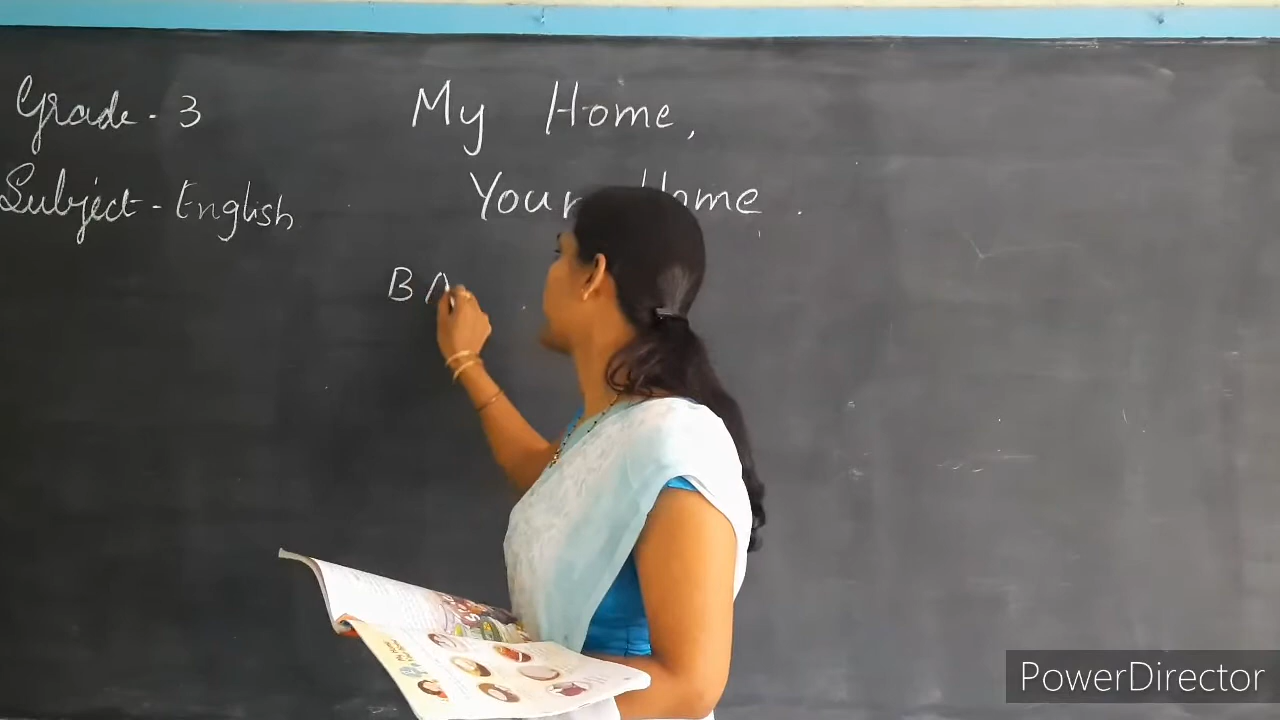 Grade - 3
My Home,
Subject - English
Your Home.
B A
PowerDirector